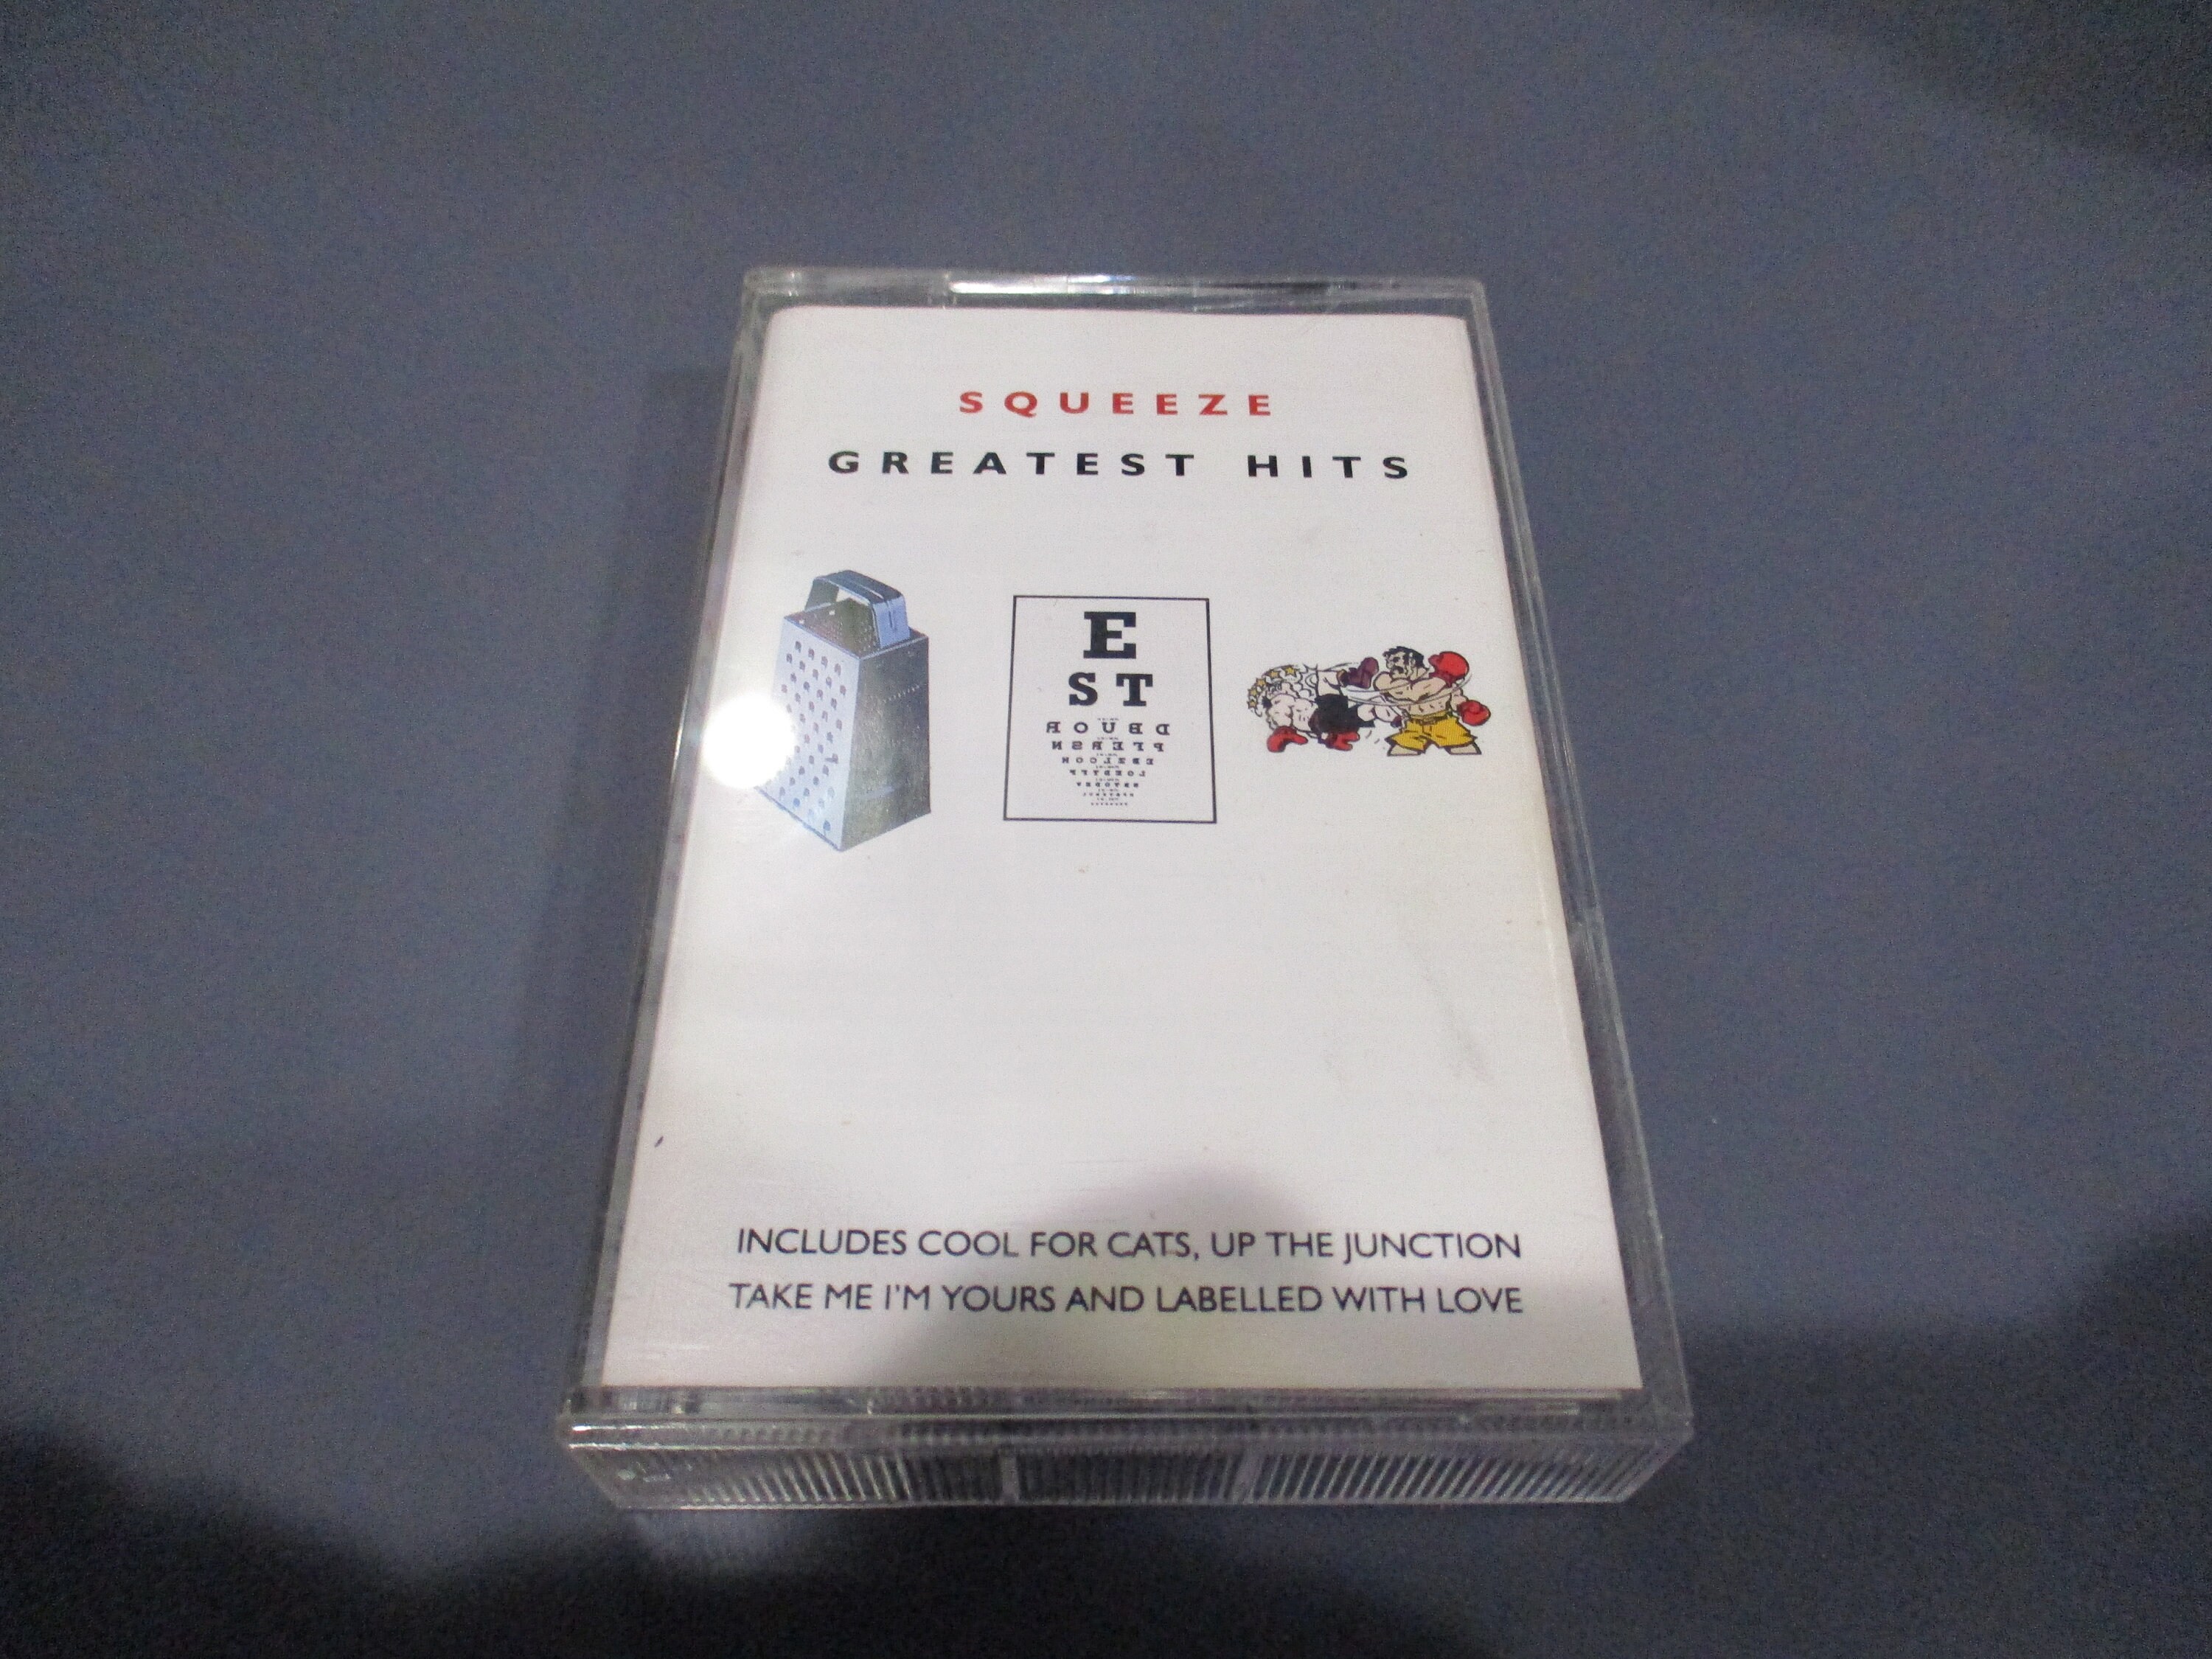 SQUEEZE
GREATEST HITS
E
ST
INCLUDES COOL FOR CATS, UP THE JUNCTION
TAKE ME I'M YOURS AND LABELLED WITH LOVE